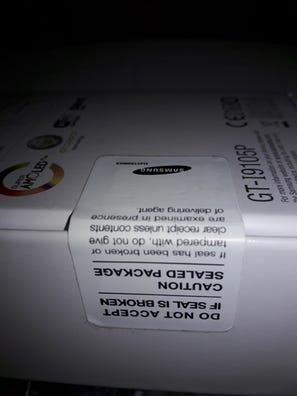 DO NOT ACCEPT
IF SEAL IS BROKEN
CAUTION
SEALED PACKAGE
If seal has been broken or
tampered with, do not give
clear receipt unless contents
are examined in presence
of delivering agent.
SAMSUNG
ELECTRONICS
GT-I9105P
AMOLED